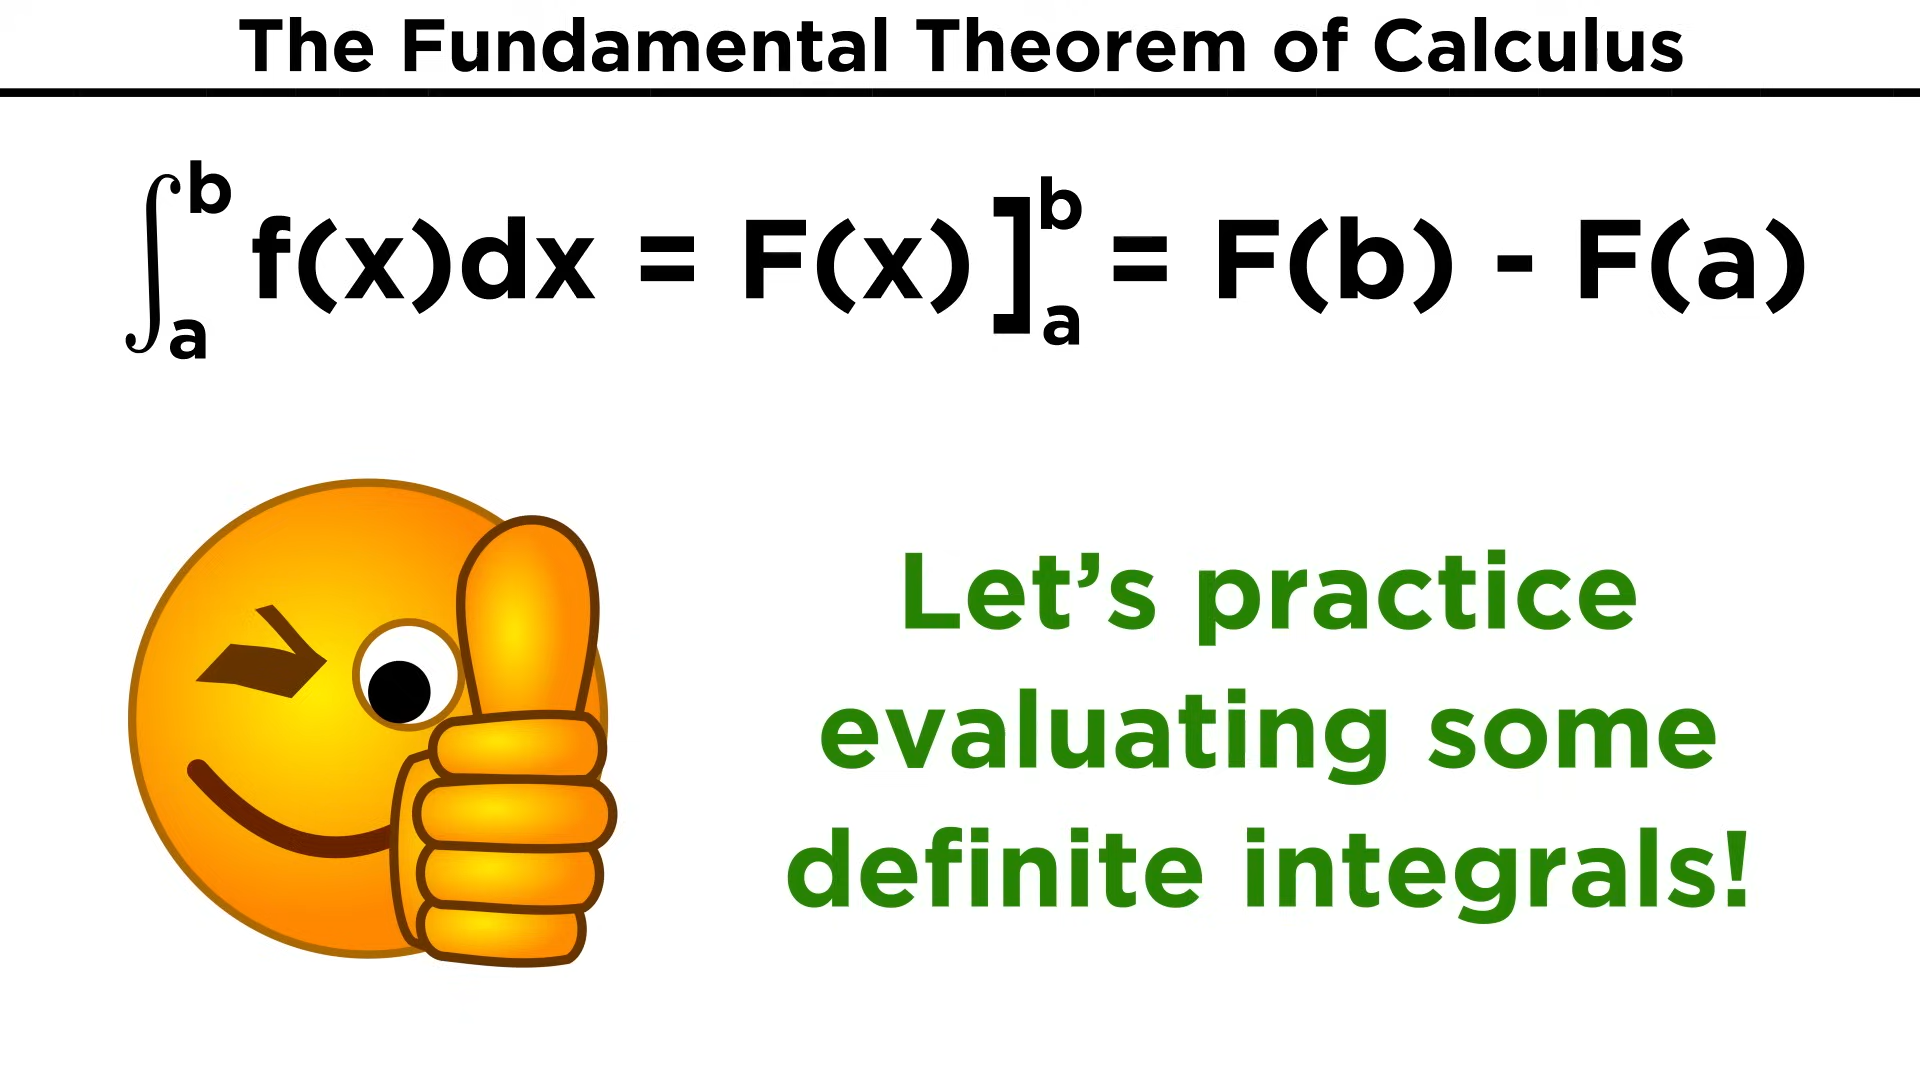 The Fundamental Theorem of Calculus
∫ₐᵇ f(x)dx = F(x)]ₐᵇ = F(b) - F(a)
Let’s practice
evaluating some
definite integrals!